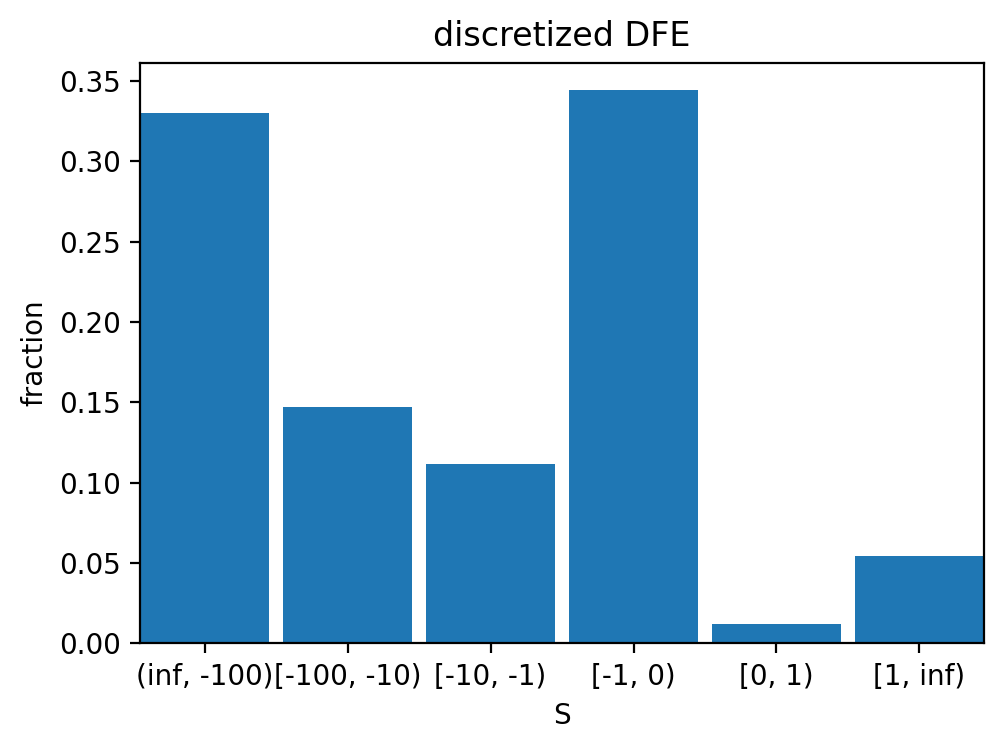 discretized DFE
0.35
0.30
0.25
0.20
0.15
0.10
0.05
0.00
fraction
(inf, -100) [-100, -10) [-10, -1) [-1, 0) [0, 1) [1, inf)
S